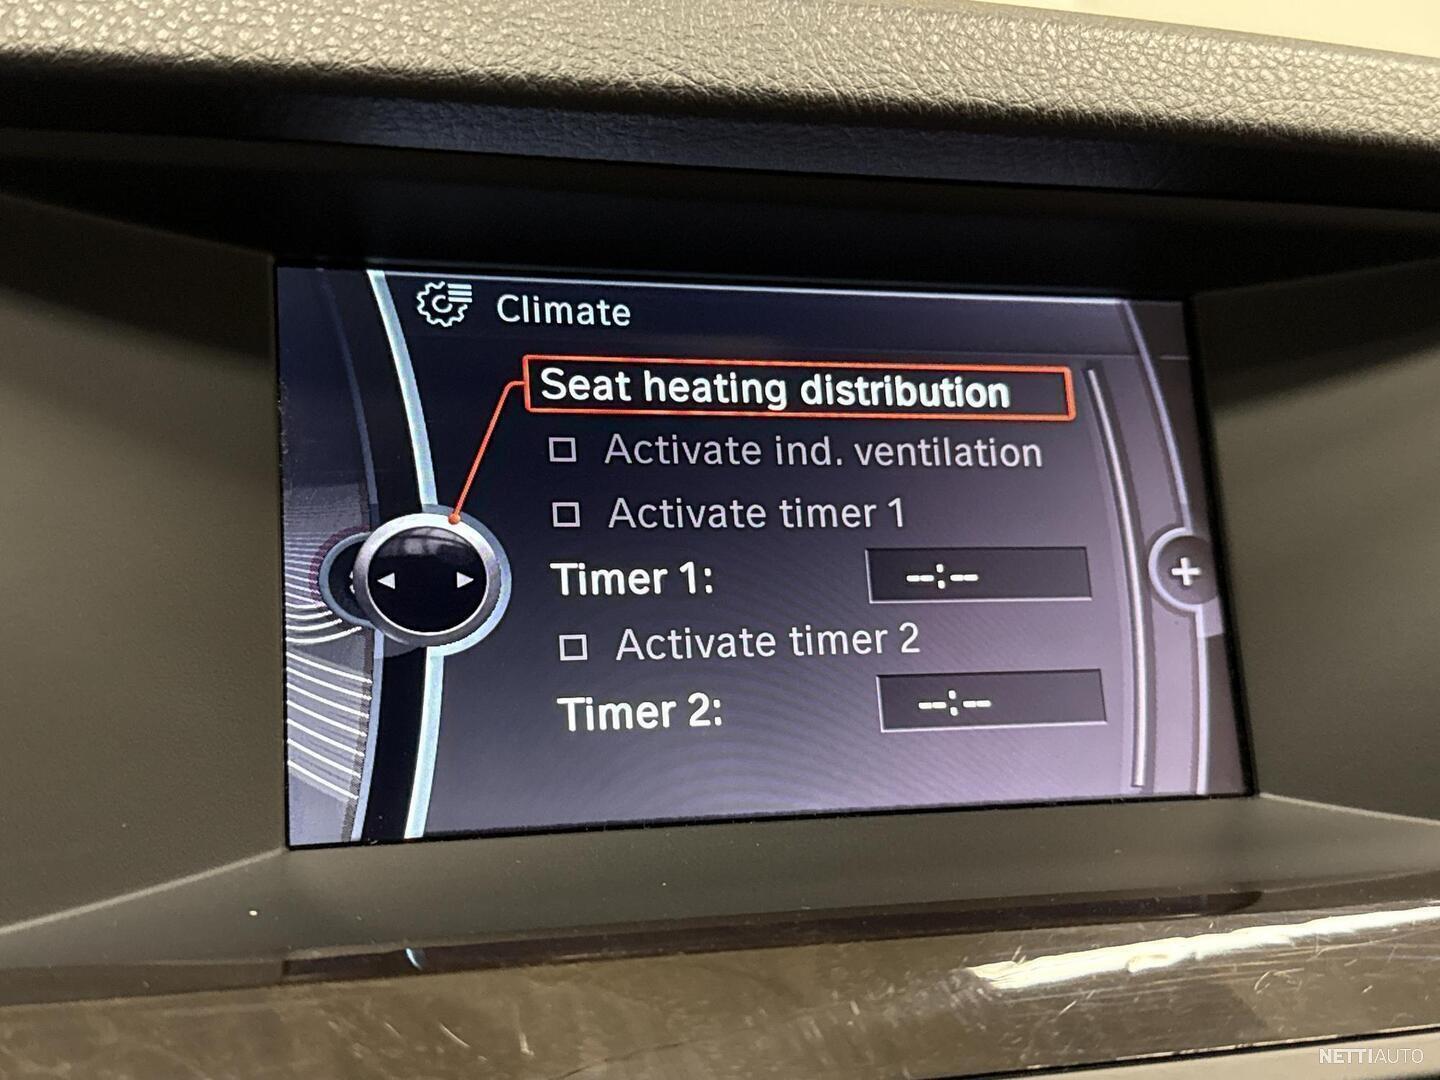 Climate
Seat heating distribution
Activate ind. ventilation
Activate timer 1
Timer 1: --:--
Activate timer 2
Timer 2: --:--
+
NETTIAUTO